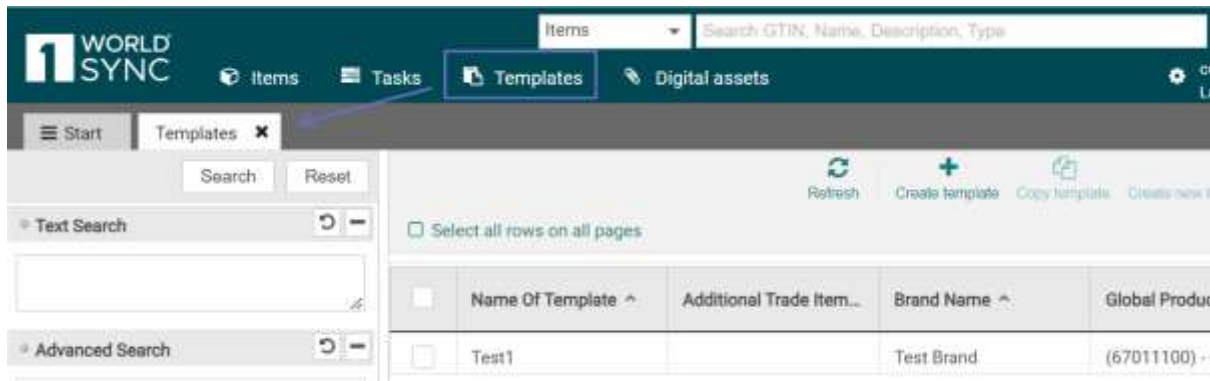 Items
Search GTIN, Name, Description, Type
1 WORLD
SYNC
Items
Tasks
Templates
Digital assets
Start
Templates
Search
Reset
Refresh
Create template
Copy template
Create new
Text Search
Select all rows on all pages
Name Of Template
Additional Trade Item...
Brand Name
Global Produc
Advanced Search
Test1
Test Brand
(67011100) -